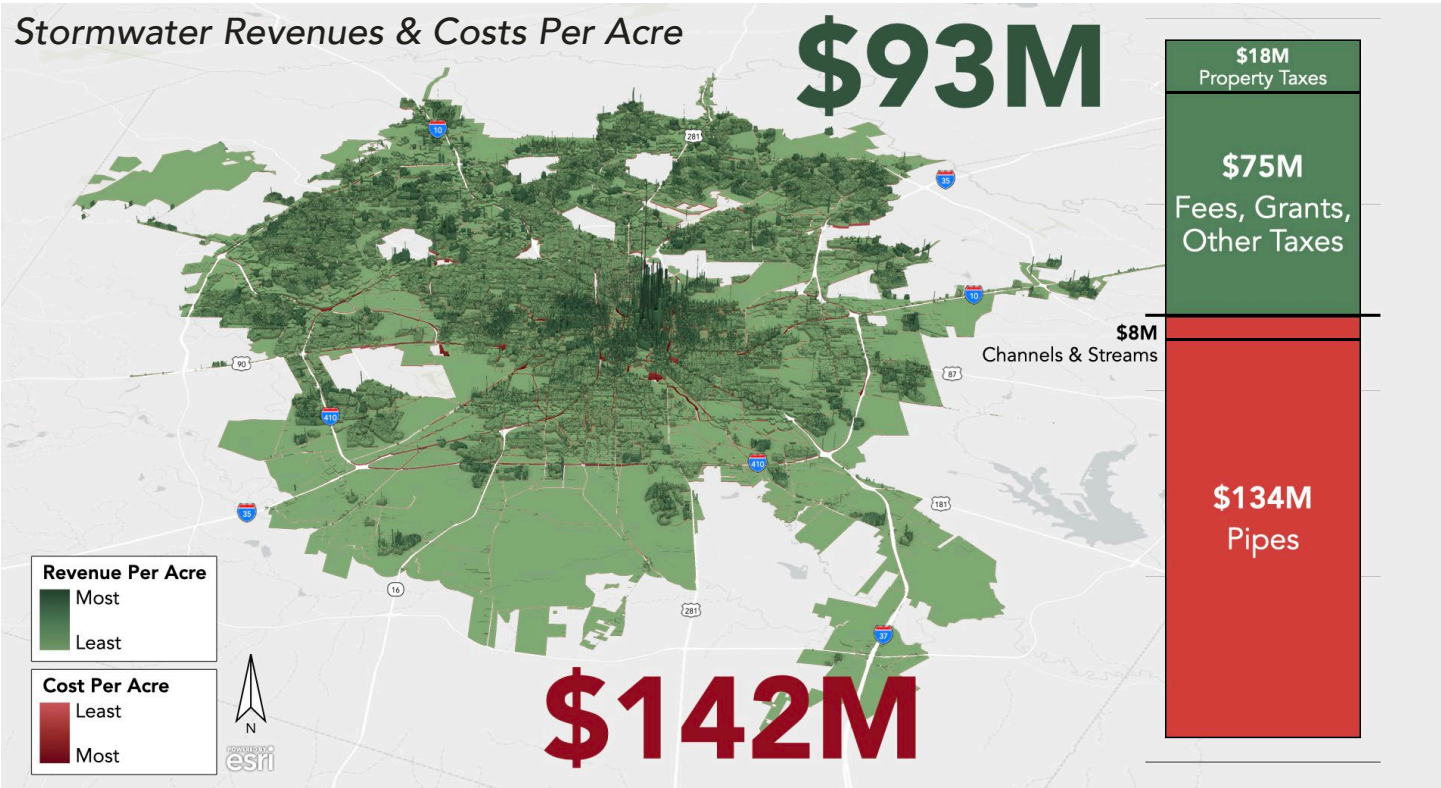 Stormwater Revenues & Costs Per Acre
$93M
$18M
Property Taxes
$75M
Fees, Grants,
Other Taxes
$8M
Channels & Streams
$134M
Pipes
10
281
35
10
90
87
410
410
35
181
16
281
37
Revenue Per Acre
Most
Least
Cost Per Acre
Least
Most
N
POWERED BY
esri
$142M